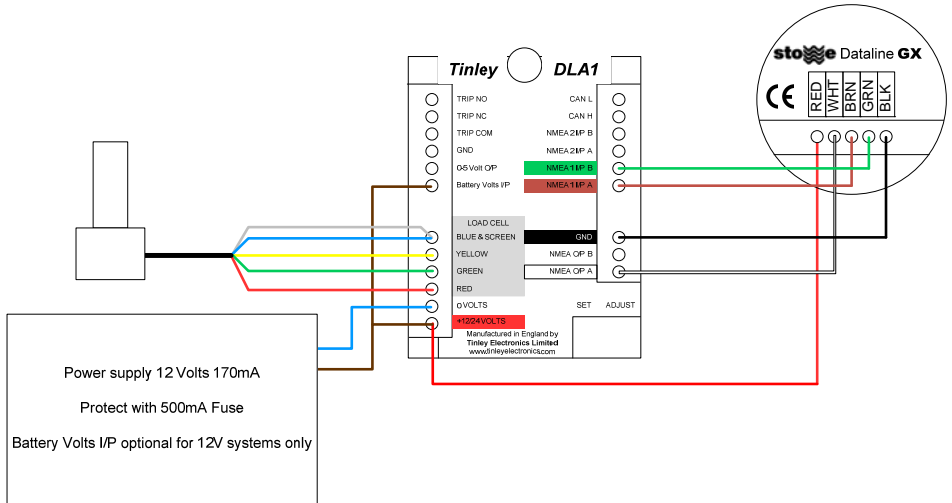 Tinley DLA1
TRIP NO
TRIP NC
TRIP COM
GND
0-5 Volt O/P
Battery Volts I/P
LOAD CELL
BLUE & SCREEN
YELLOW
GREEN
RED
0 VOLTS
+12/24 VOLTS
CAN L
CAN H
NMEA 2 I/P B
NMEA 2 I/P A
NMEA 1 I/P B
NMEA 1 I/P A
GND
NMEA O/P B
NMEA O/P A
SET ADJUST
Manufactured in England by
Tinley Electronics Limited
www.tinleyelectronics.com
stowe Dataline GX
CE
RED
WHT
BRN
GRN
BLK
Power supply 12 Volts 170mA
Protect with 500mA Fuse
Battery Volts I/P optional for 12V systems only